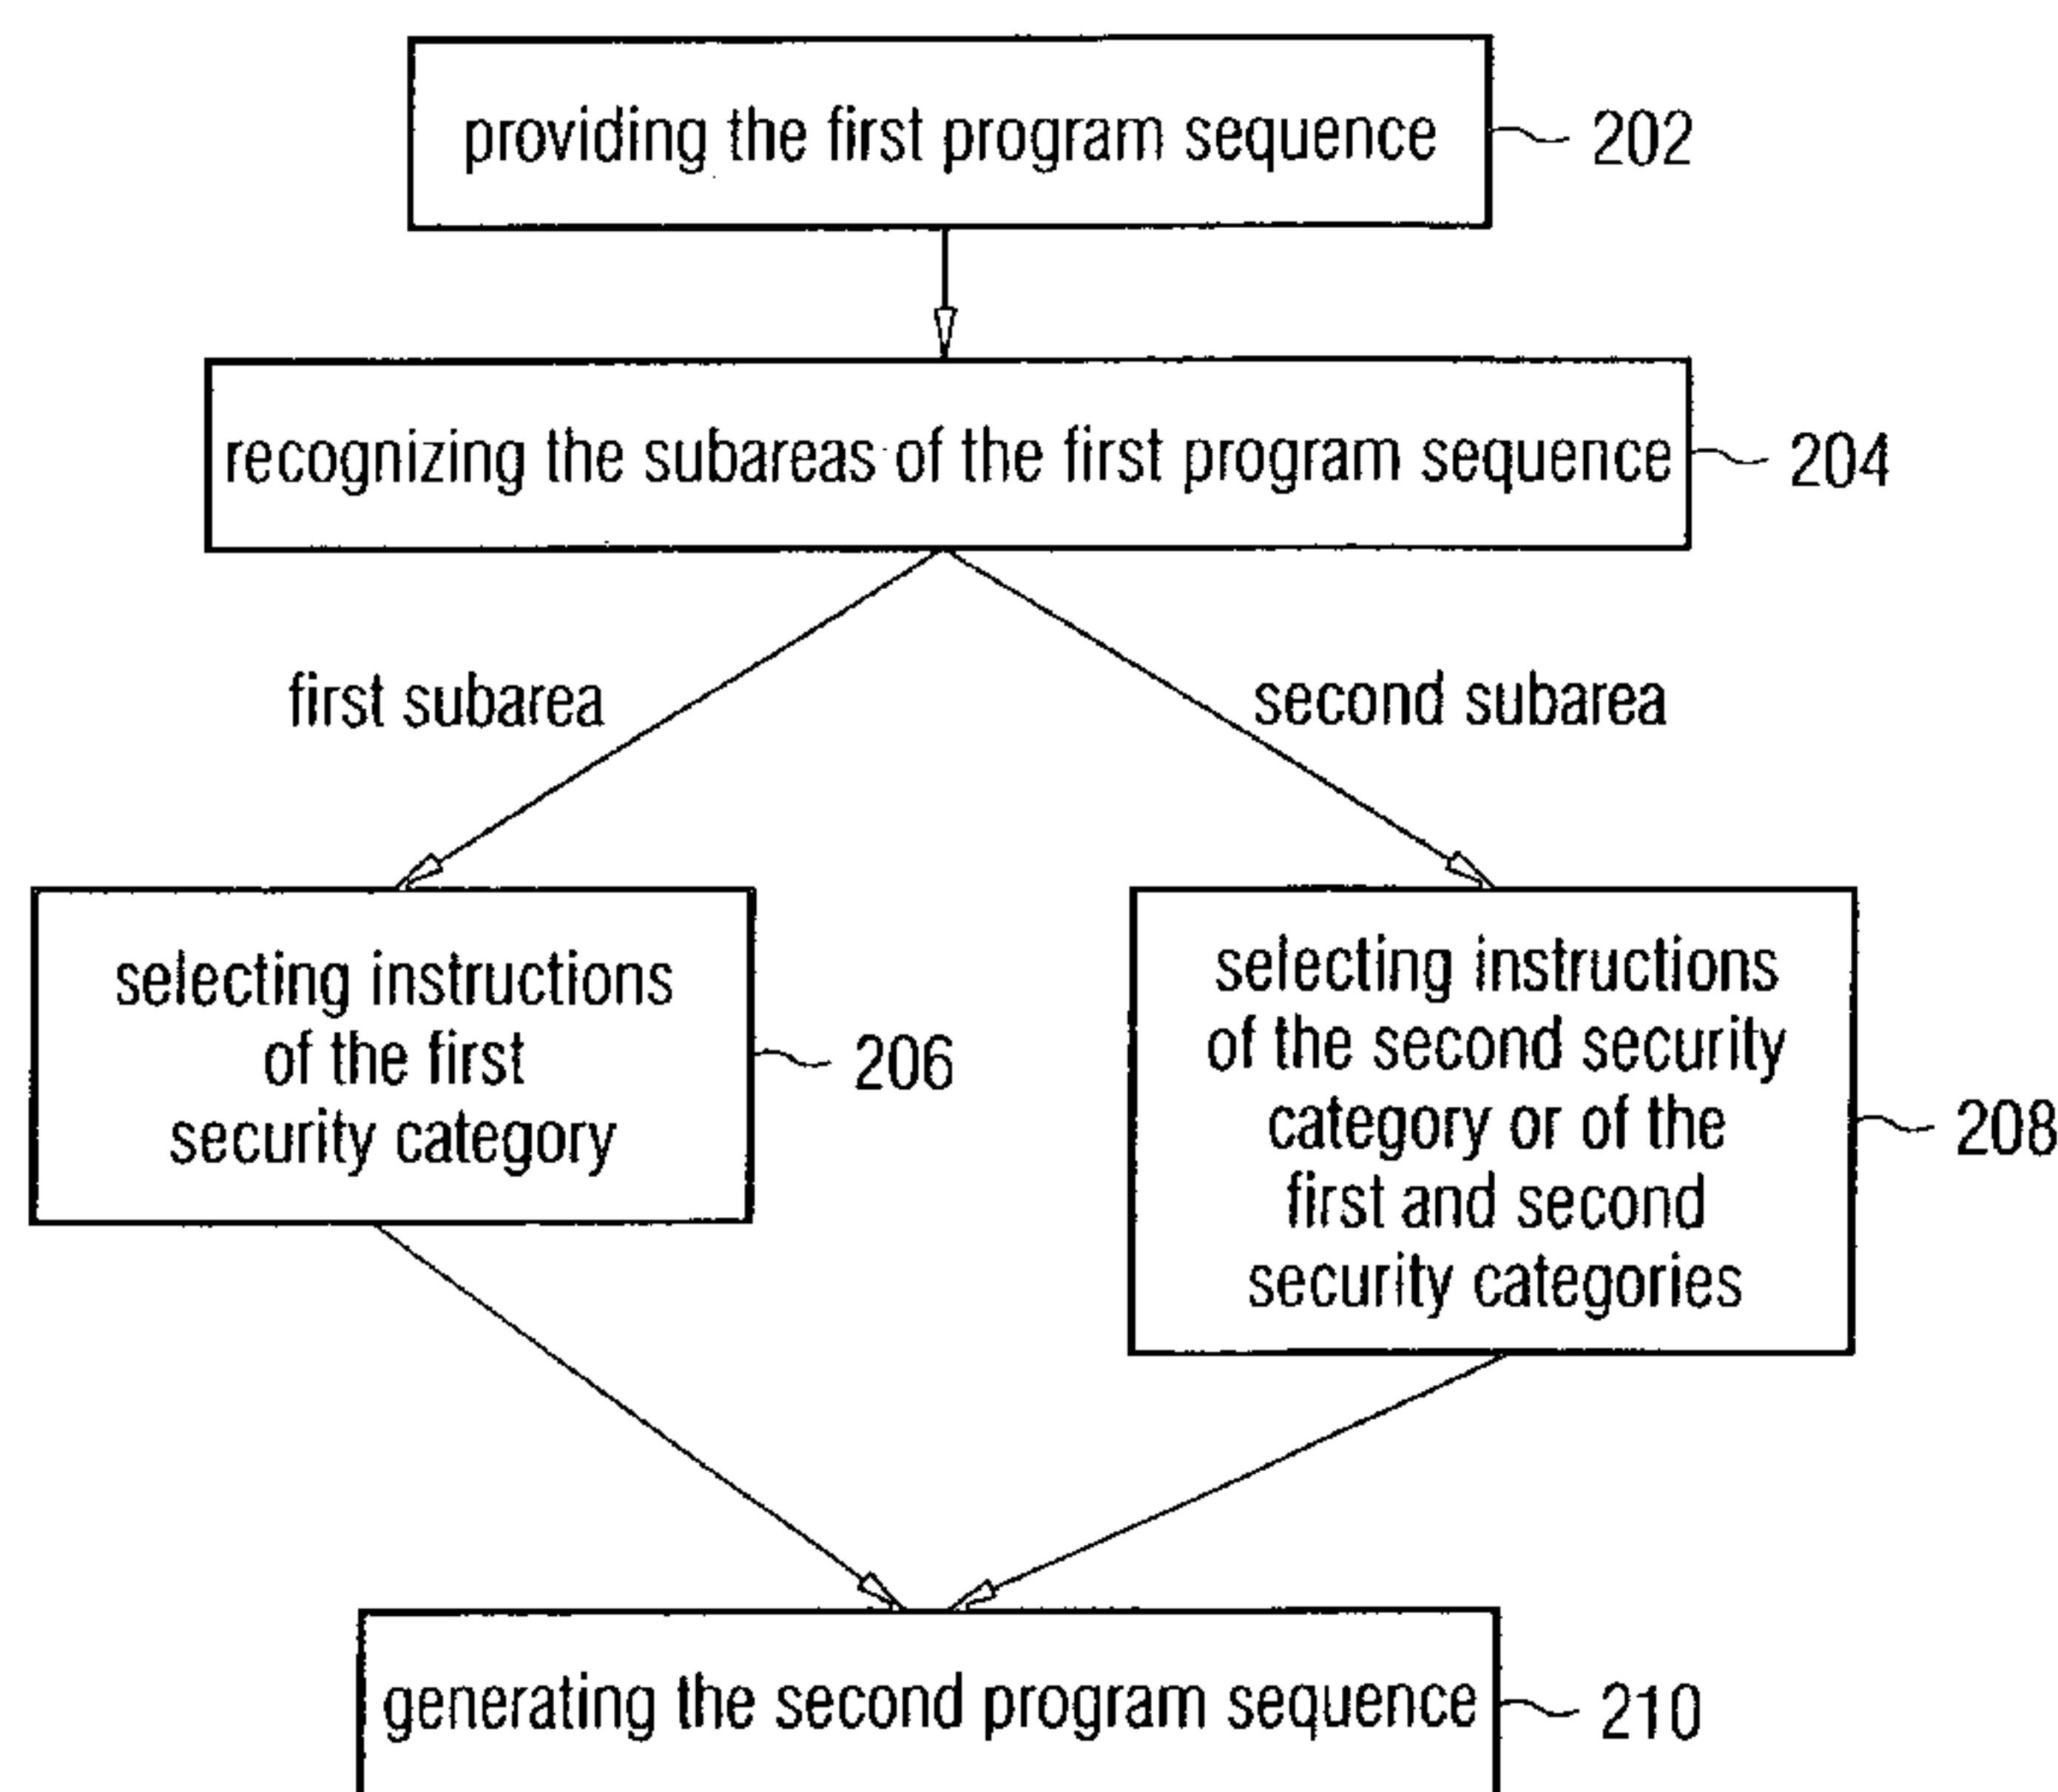 providing the first program sequence
202
recognizing the subareas of the first program sequence
204
first subarea
second subarea
selecting instructions
of the first
security category
206
selecting instructions
of the second security
category or of the
first and second
security categories
208
generating the second program sequence
210